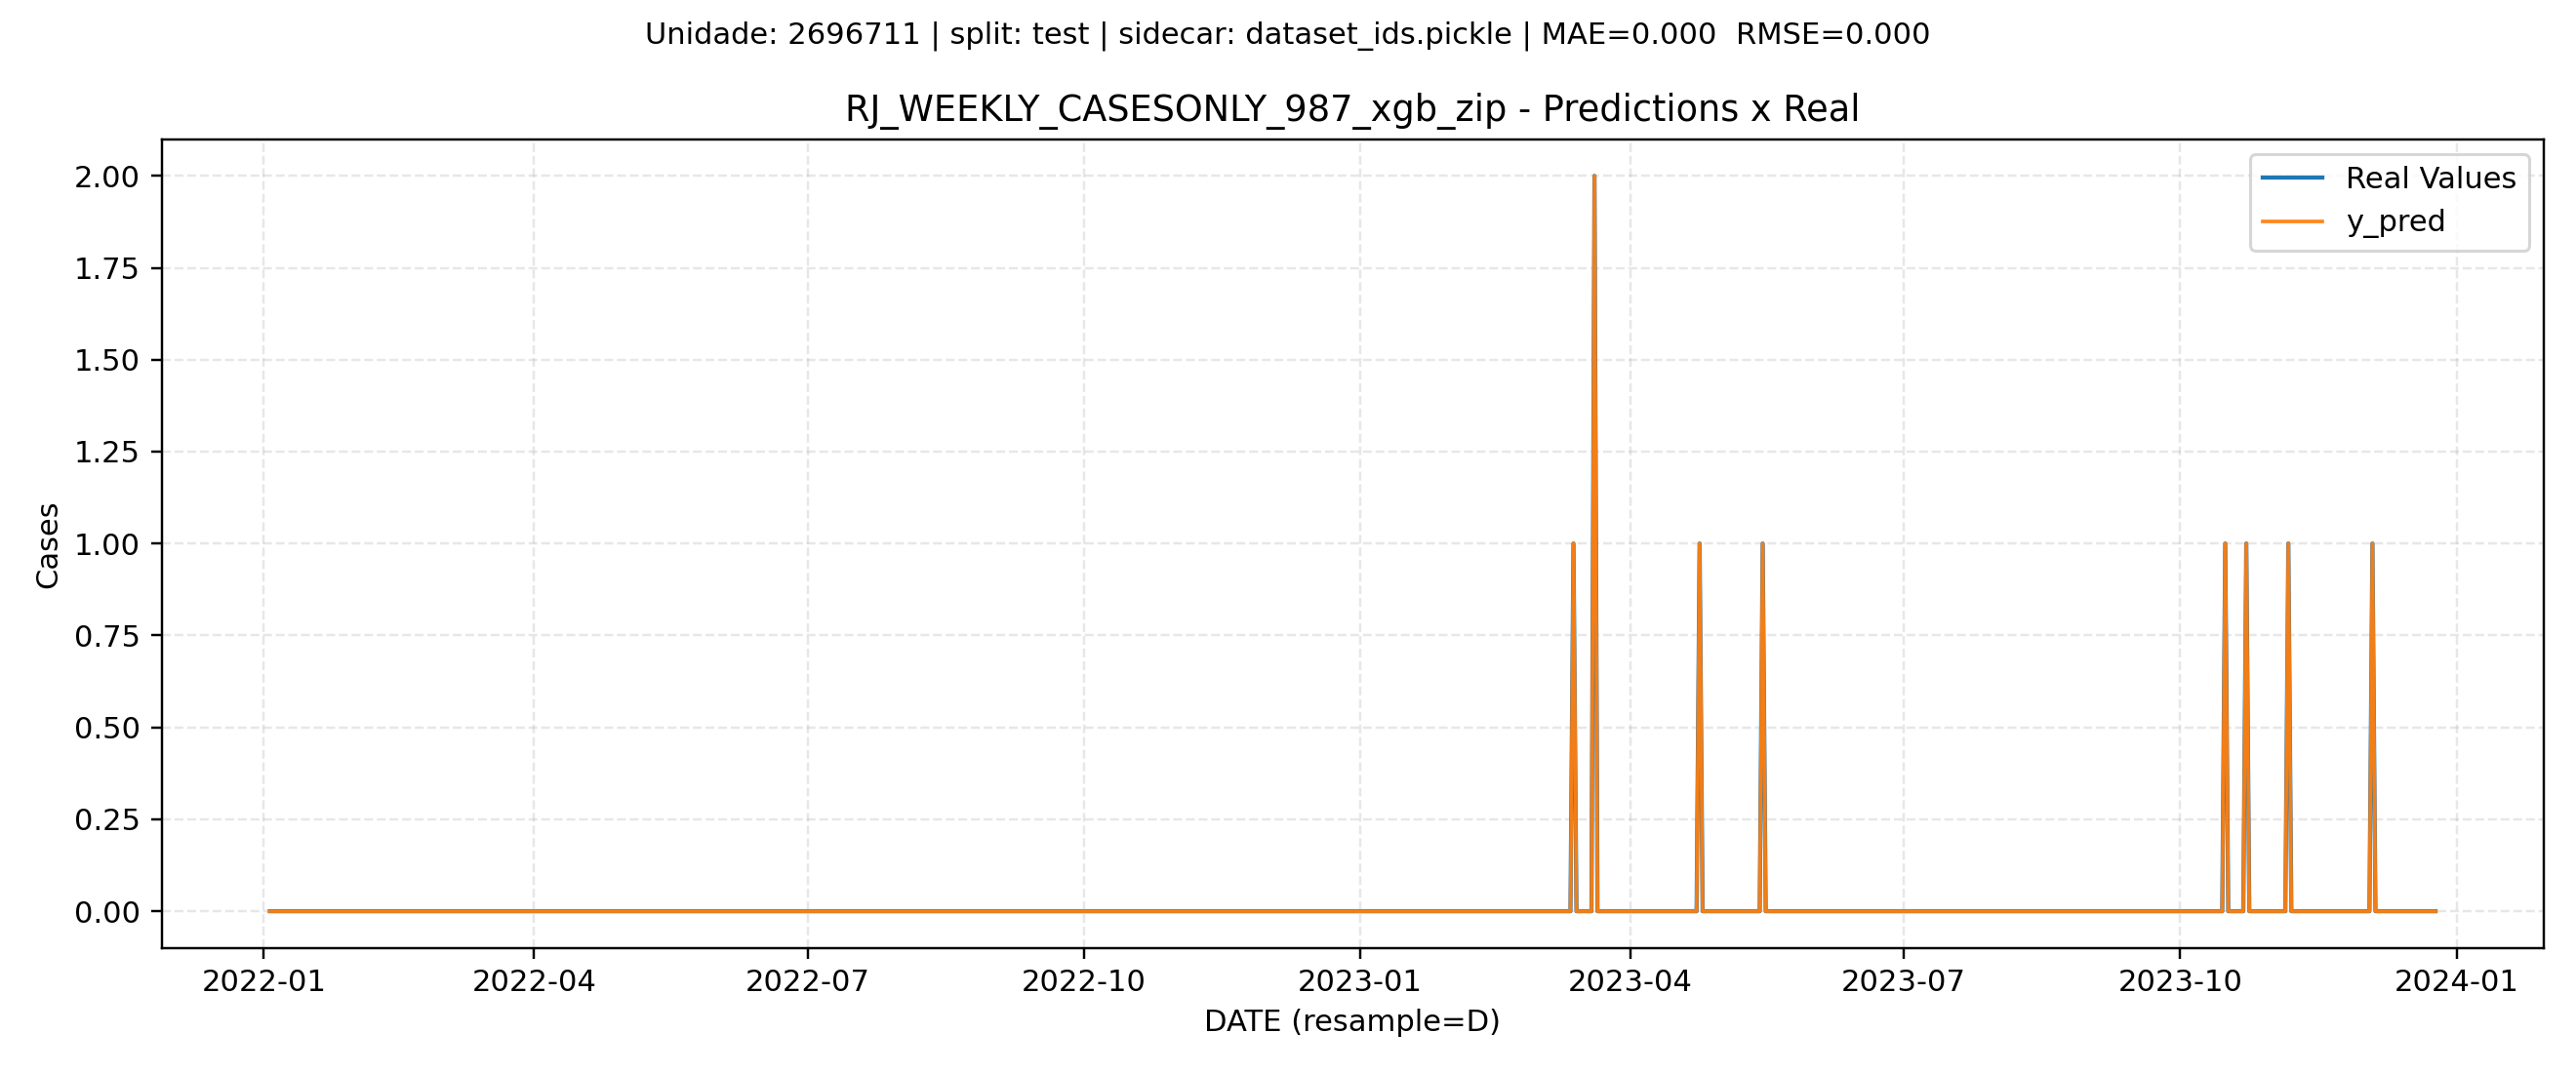 Unidade: 2696711 | split: test | sidecar: dataset_ids.pickle | MAE=0.000  RMSE=0.000
RJ_WEEKLY_CASESONLY_987_xgb_zip - Predictions x Real
Real Values
y_pred
2.00
1.75
1.50
1.25
1.00
0.75
0.50
0.25
0.00
Cases
2022-01 2022-04 2022-07 2022-10 2023-01 2023-04 2023-07 2023-10 2024-01
DATE (resample=D)